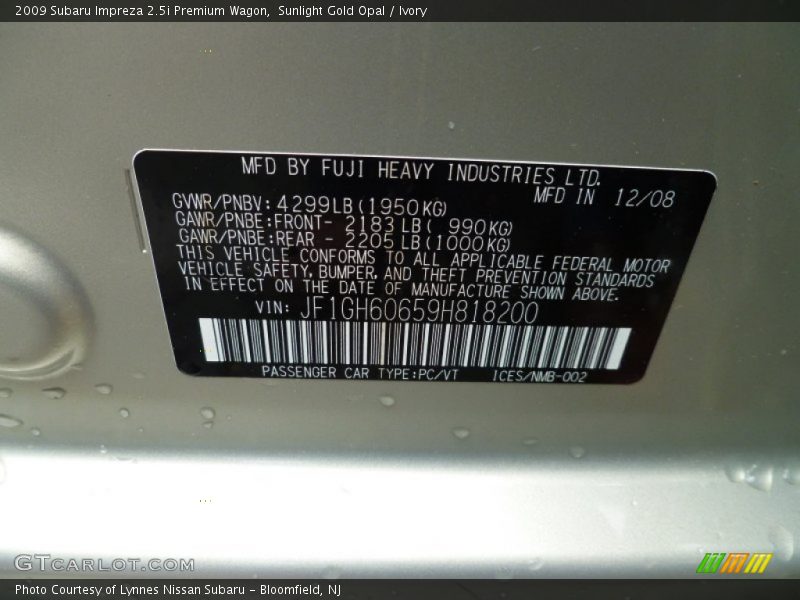 2009 Subaru Impreza 2.5i Premium Wagon,  Sunlight Gold Opal / Ivory
MFD BY FUJI HEAVY INDUSTRIES LTD.
MFD IN 12/08
GVWR/PNBV: 4299LB(1950KG)
GAWR/PNBE:FRONT- 2183 LB( 990KG)
GAWR/PNBE:REAR - 2205 LB(1000KG)
THIS VEHICLE CONFORMS TO ALL APPLICABLE FEDERAL MOTOR
VEHICLE SAFETY, BUMPER, AND THEFT PREVENTION STANDARDS
IN EFFECT ON THE DATE OF MANUFACTURE SHOWN ABOVE.
VIN: JF1GH60659H818200
PASSENGER CAR TYPE:PC/VT ICES/NMB-002
GTCARLOT.COM
Photo Courtesy of Lynnes Nissan Subaru - Bloomfield, NJ